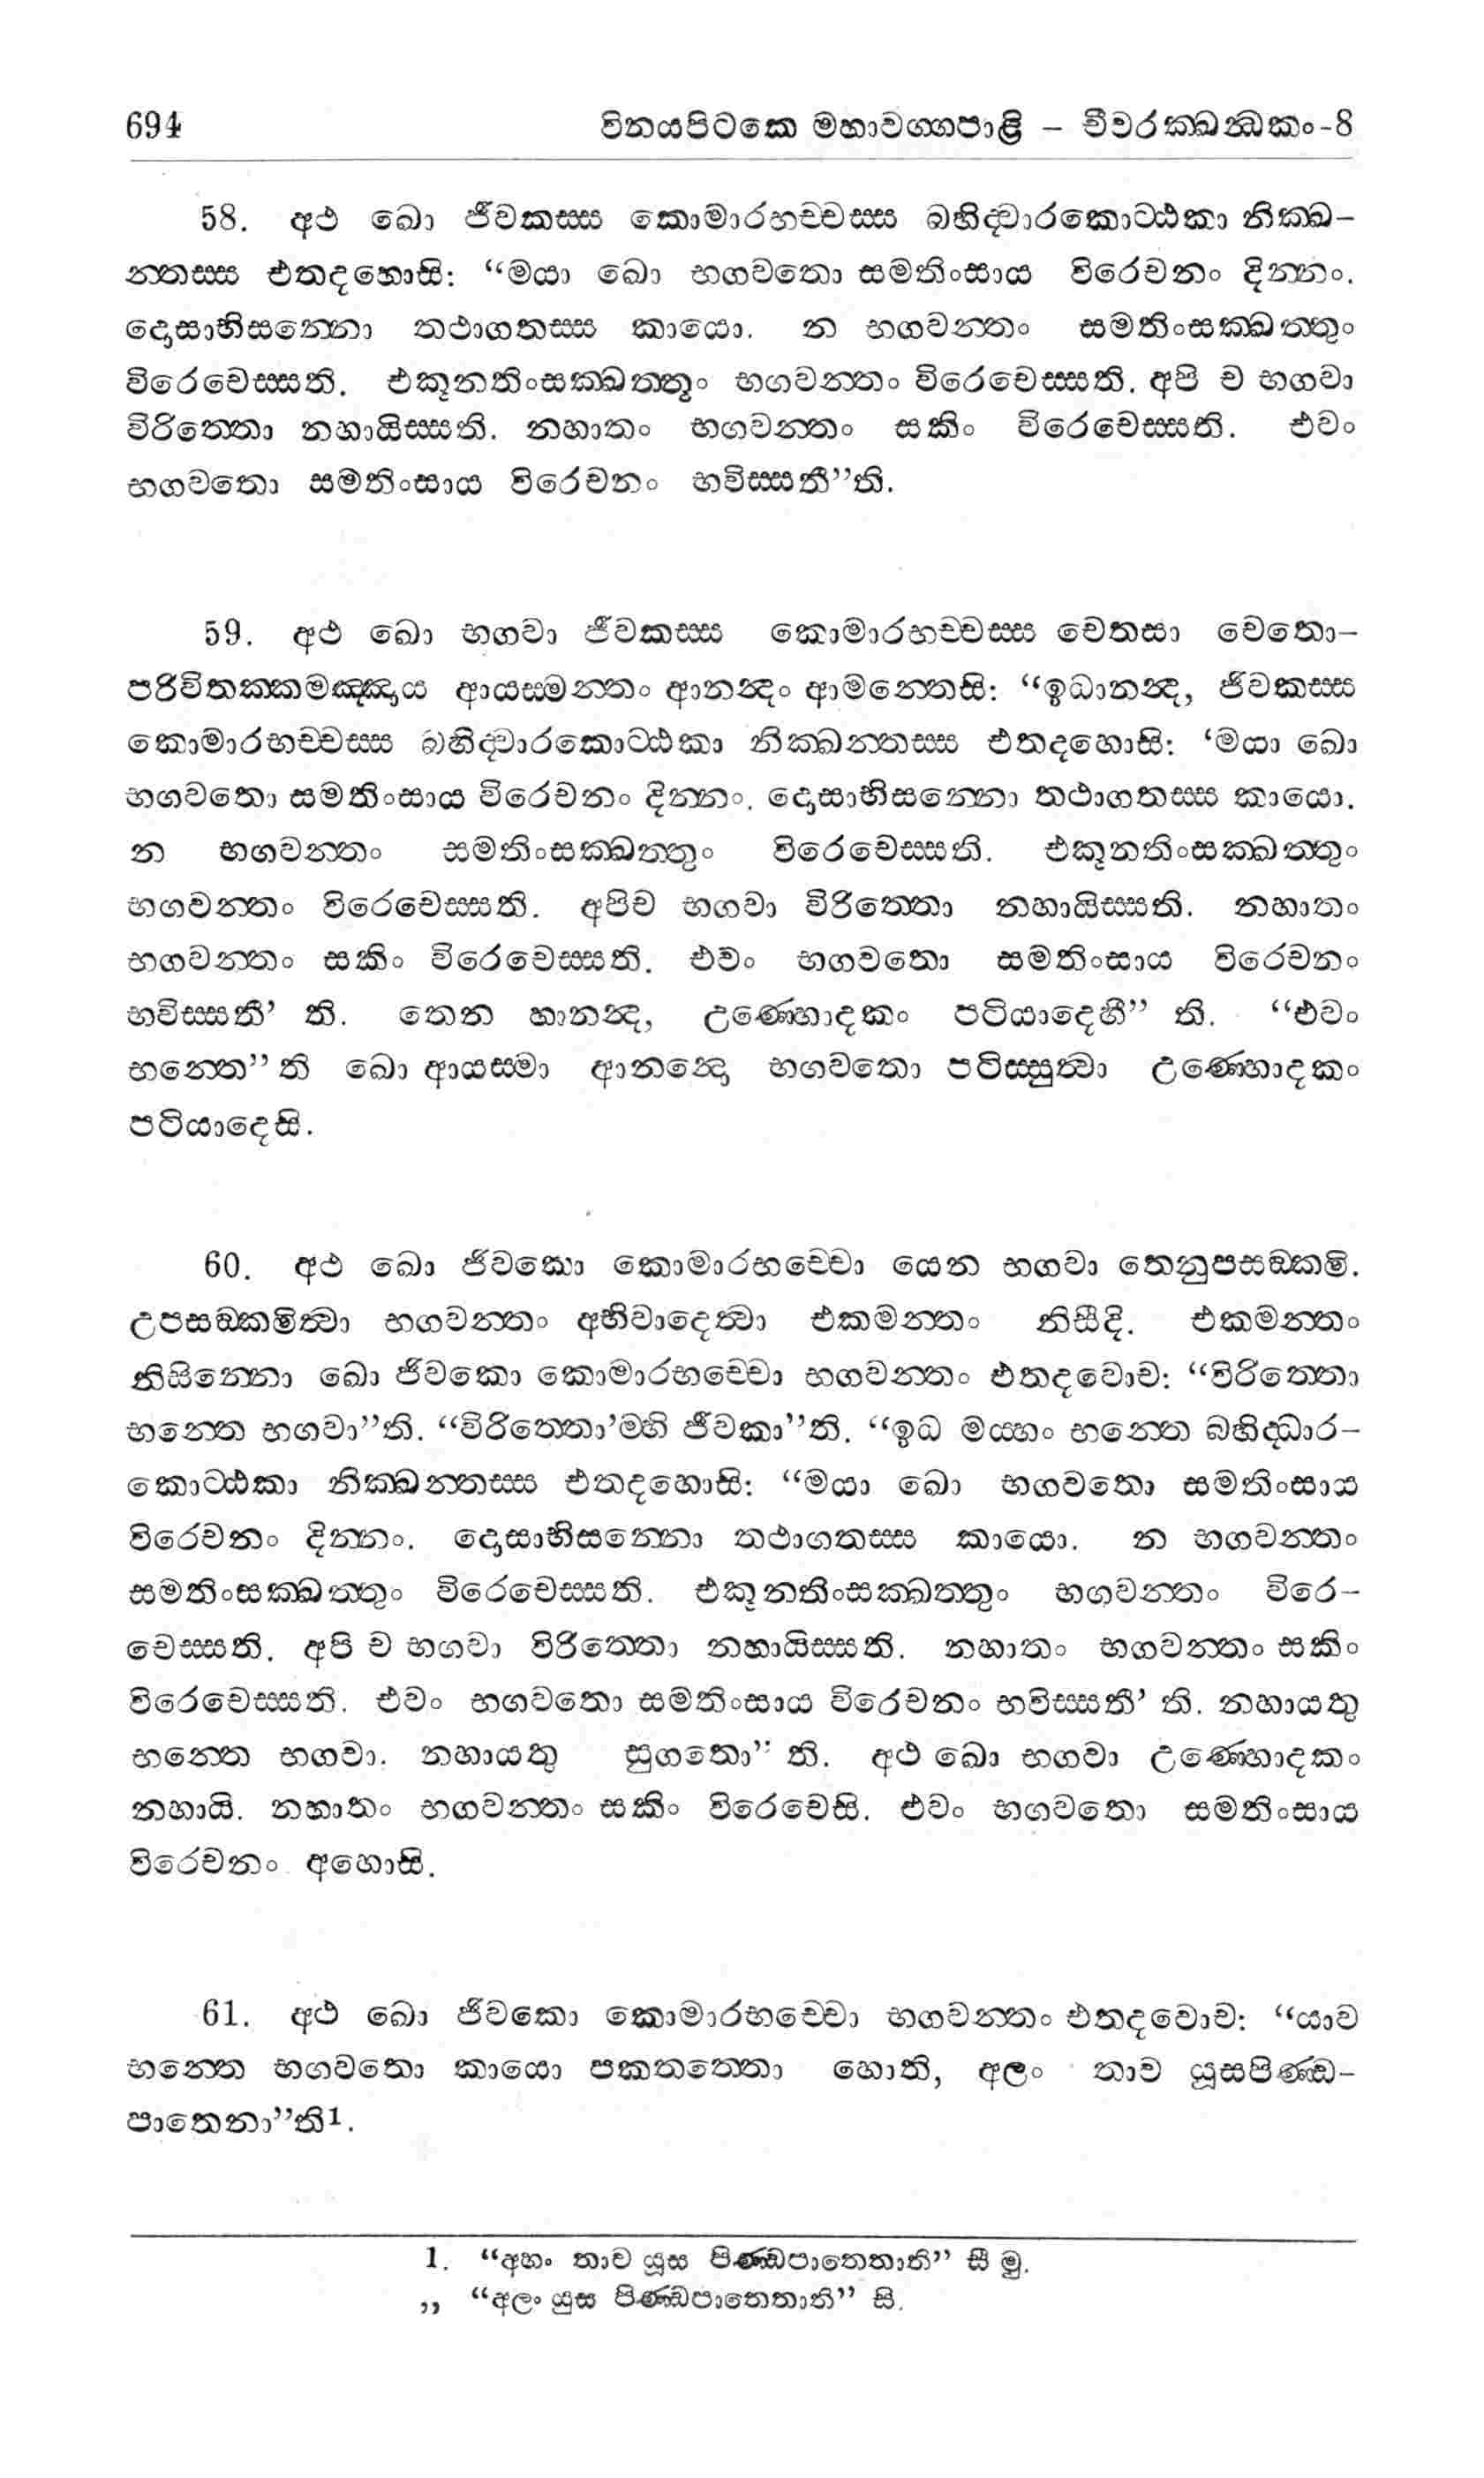 694 විනයපිටකෙ මහාවග්ගපාළි – චීවරක්ඛන්ධකං-8
58. අථ ඛො ජීවකස්ස කොමාරභච්චස්ස බහිද්වාරකොට්ඨකා නික්ඛ-
න්තස්ස එතදහොසි: “මයා ඛො භගවතො සමතිංසාය විරෙචනං දින්නං.
දොසාභිසන්නො තථාගතස්ස කායො. න භගවන්තං සමතිංසක්ඛත්තුං
විරෙචෙස්සති. එකූනතිංසක්ඛත්තූං භගවන්තං විරෙචෙස්සති. අපි ච භගවා
විරිත්තො නහායිස්සති. නහාතං භගවන්තං සකිං විරෙචෙස්සති. එවං
භගවතො සමතිංසාය විරෙචනං භවිස්සතී”ති.
59. අථ ඛො භගවා ජීවකස්ස කොමාරභච්චස්ස චෙතසා චෙතො-
පරිවිතක්කමඤ්ඤාය ආයස්මන්තං ආනන්දං ආමන්තෙසි: “ඉධානන්ද, ජීවකස්ස
කොමාරභච්චස්ස බහිද්වාරකොට්ඨකා නික්ඛන්තස්ස එතදහොසි: ‘මයා ඛො
භගවතො සමතිංසාය විරෙචනං දින්නං. දොසාභිසන්නො තථාගතස්ස කායො.
න භගවන්තං සමතිංසක්ඛත්තුං විරෙචෙස්සති. එකූනතිංසක්ඛත්තුං
භගවන්තං විරෙචෙස්සති. අපිච භගවා විරිත්තො නහායිස්සති. නහාතං
භගවන්තං සකිං විරෙචෙස්සති. එවං භගවතො සමතිංසාය විරෙචනං
භවිස්සතී’ ති. තෙන හානන්ද, උණ්හොදකං පටියාදෙහී” ති. “එවං
භන්තෙ” ති ඛො ආයස්මා ආනන්දො භගවතො පටිස්සුත්වා උණ්හොදකං
පටියාදෙසි.
60. අථ ඛො ජීවකො කොමාරභච්චො යෙන භගවා තෙනුපසඞ්කමි.
උපසඞ්කමිත්වා භගවන්තං අභිවාදෙත්වා එකමන්තං නිසීදි. එකමන්තං
නිසින්නො ඛො ජීවකො කොමාරභච්චො භගවන්තං එතදවොච: “විරිත්තො
භන්තෙ භගවා”ති. “විරිත්තො’ම්හි ජීවකා”ති. “ඉධ මය්හං භන්තෙ බහිද්ධාර-
කොට්ඨකා නික්ඛන්තස්ස එතදහොසි: “මයා ඛො භගවතො සමතිංසාය
විරෙචනං දින්නං. දොසාභිසන්නො තථාගතස්ස කායො. න භගවන්තං
සමතිංසක්ඛත්තුං විරෙචෙස්සති. එකූනතිංසක්ඛත්තුං භගවන්තං විරෙ-
චෙස්සති. අපි ච භගවා විරිත්තො නහායිස්සති. නහාතං භගවන්තං සකිං
විරෙචෙස්සති. එවං භගවතො සමතිංසාය විරෙචනං භවිස්සතී’ ති. නහායතු
භන්තෙ භගවා. නහායතු සුගතො” ති. අථ ඛො භගවා උණ්හොදකං
නහායි. නහාතං භගවන්තං සකිං විරෙචෙසි. එවං භගවතො සමතිංසාය
විරෙචනං අහොසි.
61. අථ ඛො ජීවකො කොමාරභච්චො භගවන්තං එතදවොච: “යාව
භන්තෙ භගවතො කායො පකතත්තො හොති, අලං තාව යූසපිණ්ඩ-
පාතෙනා”ති1.
1. “අහං තාව යූස පිණ්ඩපාතෙනාති” සී මු.
„ “අලං යුස පිණ්ඩපාතෙනාති” සි.